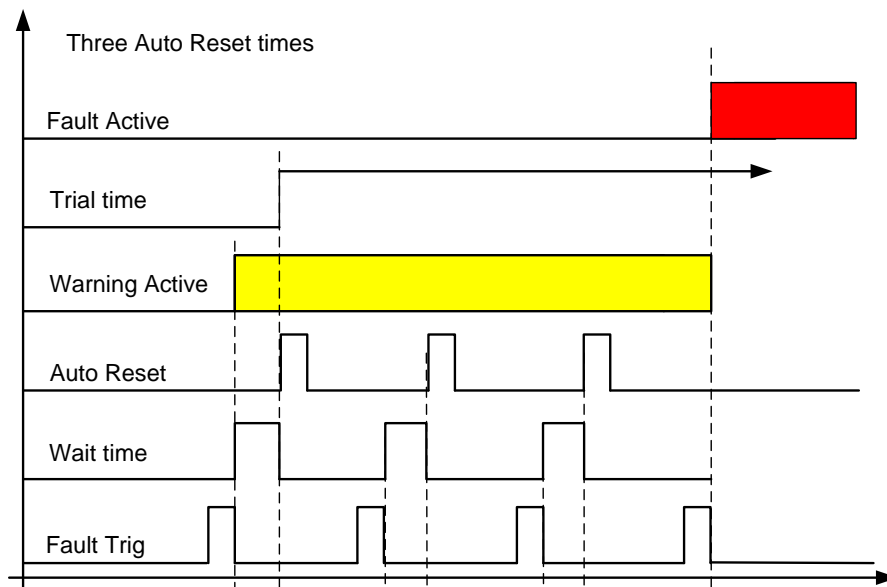 Three Auto Reset times
Fault Active
Trial time
Warning Active
Auto Reset
Wait time
Fault Trig